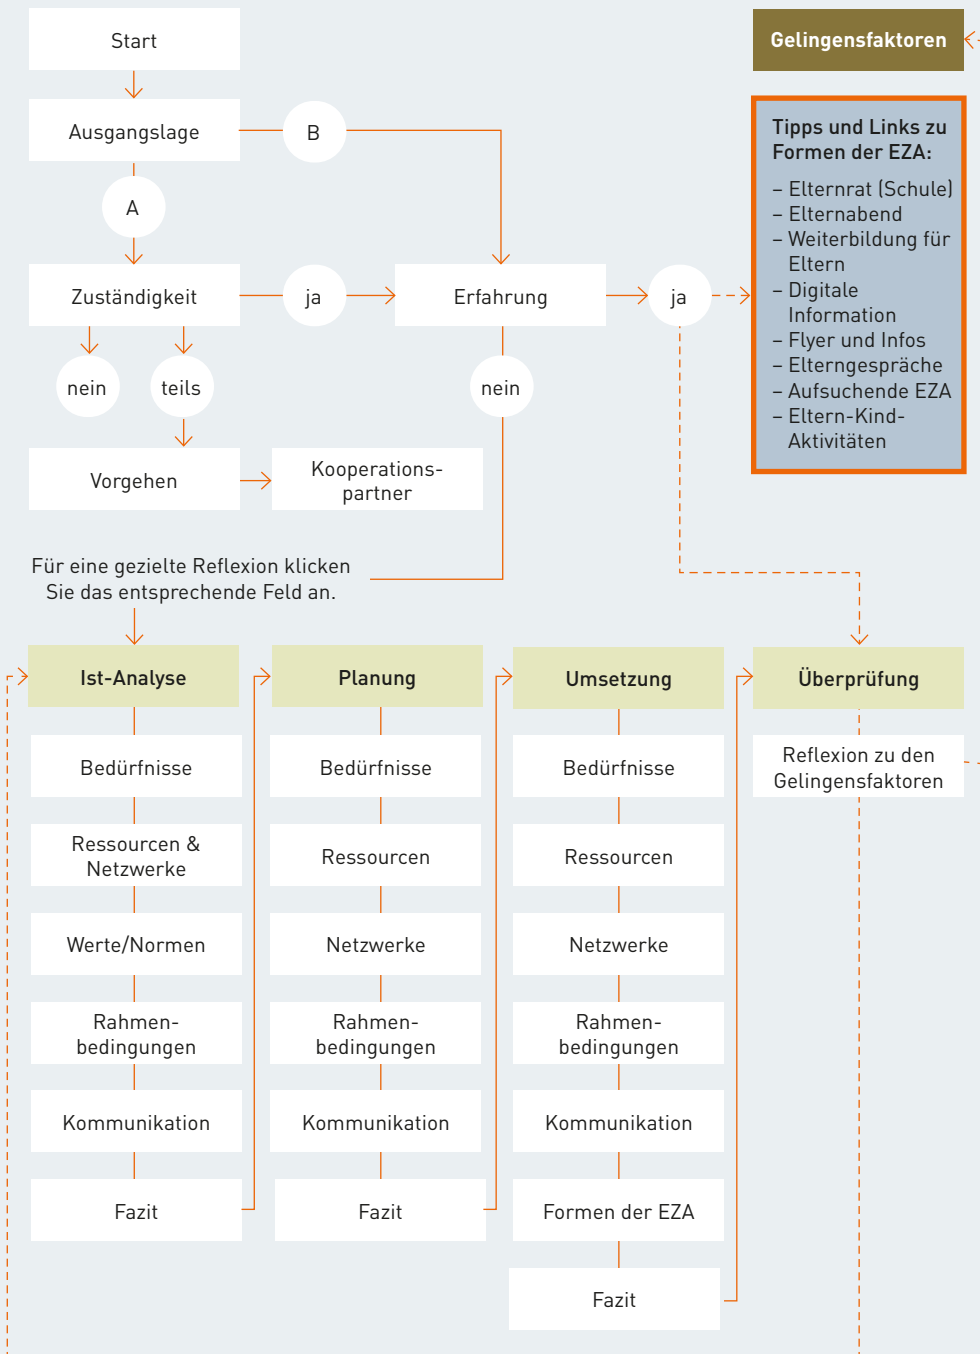 Start
Gelingensfaktoren
Ausgangslage
B
A
Tipps und Links zu
Formen der EZA:
– Elternrat (Schule)
– Elternabend
– Weiterbildung für
Eltern
– Digitale
Information
– Flyer und Infos
– Elterngespräche
– Aufsuchende EZA
– Eltern-Kind-
Aktivitäten
Zuständigkeit
ja
Erfahrung
ja
nein
teils
nein
Vorgehen
Kooperations-
partner
Für eine gezielte Reflexion klicken
Sie das entsprechende Feld an.
Ist-Analyse
Bedürfnisse
Ressourcen &
Netzwerke
Werte/Normen
Rahmen-
bedingungen
Kommunikation
Fazit
Planung
Bedürfnisse
Ressourcen
Netzwerke
Rahmen-
bedingungen
Kommunikation
Fazit
Umsetzung
Bedürfnisse
Ressourcen
Netzwerke
Rahmen-
bedingungen
Kommunikation
Formen der EZA
Fazit
Überprüfung
Reflexion zu den
Gelingensfaktoren